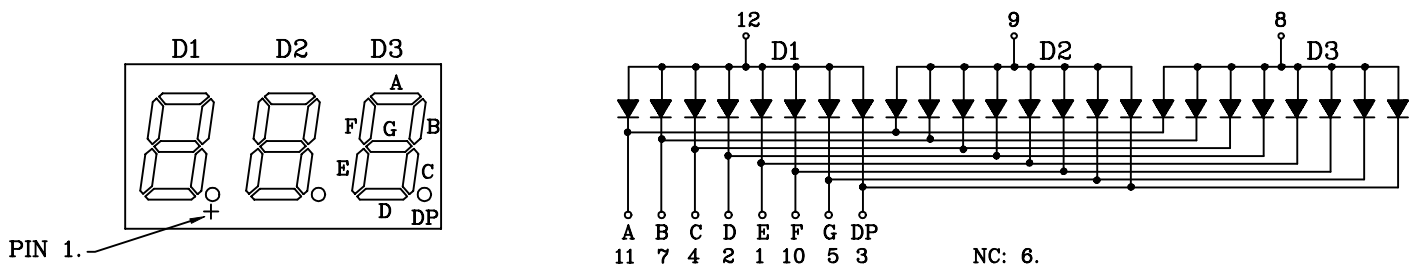 D1 D2 D3
A
F G B
E C
D DP
PIN 1.
12 9 8
D1 D2 D3
A B C D E F G DP
11 7 4 2 1 10 5 3 NC: 6.